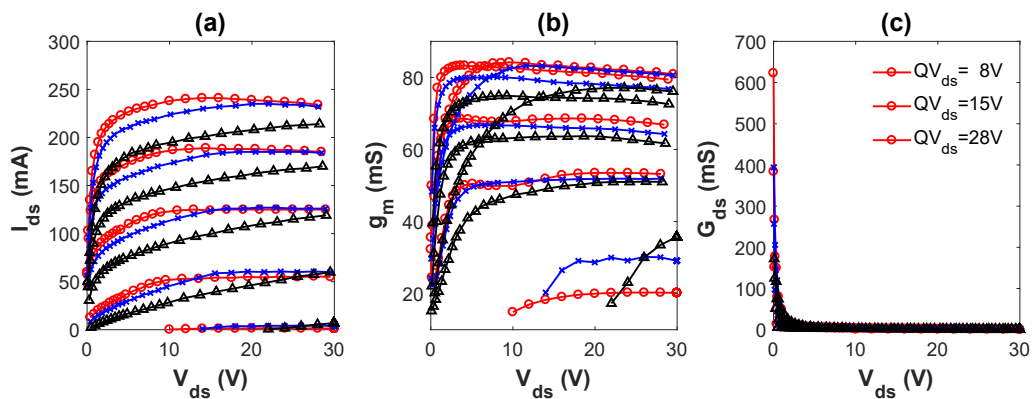 (a)
300
250
200
150
100
50
0
0 10 20 30
I_ds (mA)
V_ds (V)
(b)
80
60
40
20
0 10 20 30
g_m (mS)
V_ds (V)
(c)
700
600
500
400
300
200
100
0
0 10 20 30
G_ds (mS)
V_ds (V)
QV_ds= 8V
QV_ds=15V
QV_ds=28V